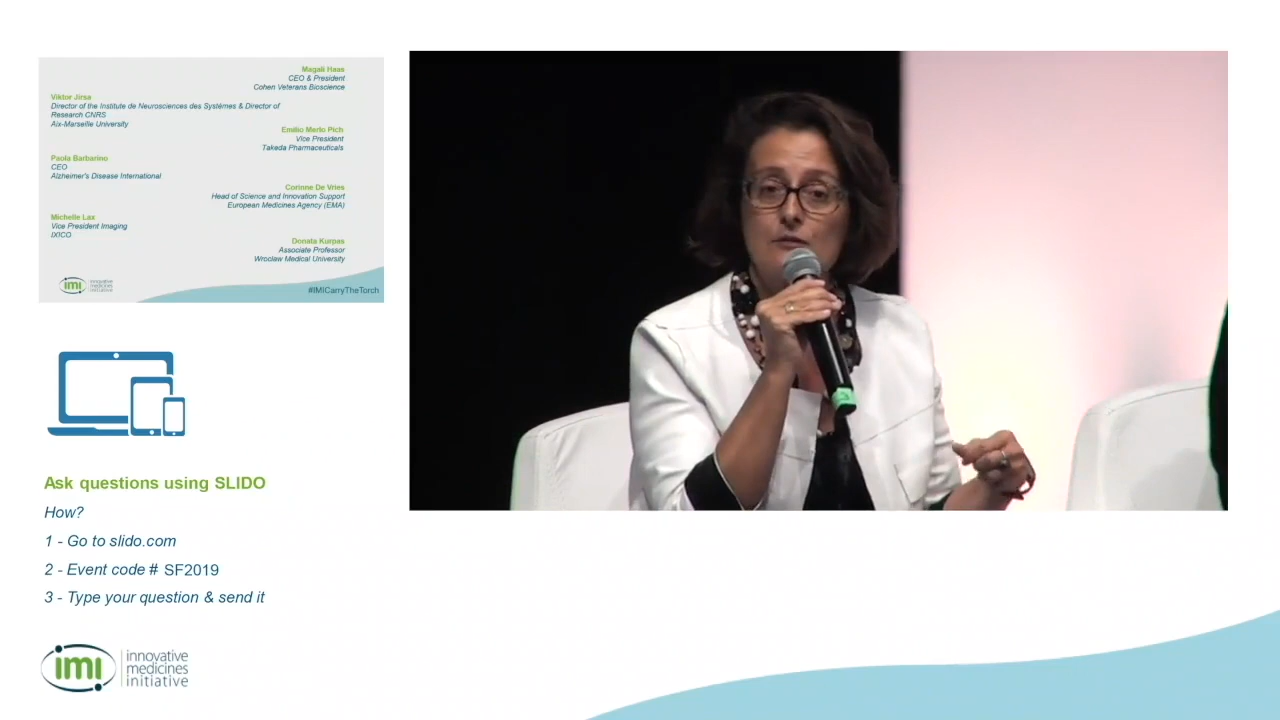 Magali Haas
CEO & President
Cohen Veterans Bioscience
Viktor Jirsa
Director of the Institute de Neurosciences des Systèmes & Director of
Research CNRS
Aix-Marseille University
Emilio Merlo Pich
Vice President
Takeda Pharmaceuticals
Paola Barbarino
CEO
Alzheimer's Disease International
Corinne De Vries
Head of Science and Innovation Support
European Medicines Agency (EMA)
Michelle Lax
Vice President Imaging
IXICO
Donata Kurpas
Associate Professor
Wroclaw Medical University
imi
innovative
medicines
initiative
#IMICarryTheTorch
Ask questions using SLIDO
How?
1 - Go to slido.com
2 - Event code # SF2019
3 - Type your question & send it
imi
innovative
medicines
initiative